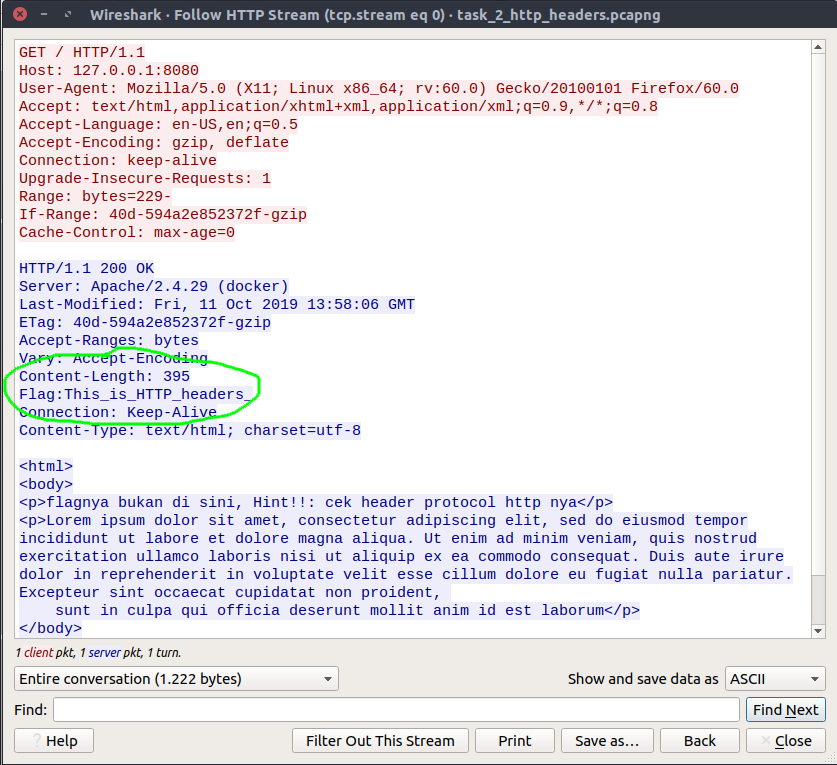 Wireshark · Follow HTTP Stream (tcp.stream eq 0) · task_2_http_headers.pcapng
GET / HTTP/1.1
Host: 127.0.0.1:8080
User-Agent: Mozilla/5.0 (X11; Linux x86_64; rv:60.0) Gecko/20100101 Firefox/60.0
Accept: text/html,application/xhtml+xml,application/xml;q=0.9,*/*;q=0.8
Accept-Language: en-US,en;q=0.5
Accept-Encoding: gzip, deflate
Connection: keep-alive
Upgrade-Insecure-Requests: 1
Range: bytes=229-
If-Range: 40d-594a2e852372f-gzip
Cache-Control: max-age=0
HTTP/1.1 200 OK
Server: Apache/2.4.29 (docker)
Last-Modified: Fri, 11 Oct 2019 13:58:06 GMT
ETag: 40d-594a2e852372f-gzip
Accept-Ranges: bytes
Vary: Accept-Encoding
Content-Length: 395
Flag:This_is_HTTP_headers_
Connection: Keep-Alive
Content-Type: text/html; charset=utf-8
<html>
<body>
<p>flagnya bukan di sini, Hint!!: cek header protocol http nya</p>
<p>Lorem ipsum dolor sit amet, consectetur adipiscing elit, sed do eiusmod tempor
incididunt ut labore et dolore magna aliqua. Ut enim ad minim veniam, quis nostrud
exercitation ullamco laboris nisi ut aliquip ex ea commodo consequat. Duis aute irure
dolor in reprehenderit in voluptate velit esse cillum dolore eu fugiat nulla pariatur.
Excepteur sint occaecat cupidatat non proident,
sunt in culpa qui officia deserunt mollit anim id est laborum</p>
</body>
1 client pkt, 1 server pkt, 1 turn.
Entire conversation (1.222 bytes)
Show and save data as ASCII
Find:
Find Next
? Help
Filter Out This Stream
Print
Save as…
Back
Close